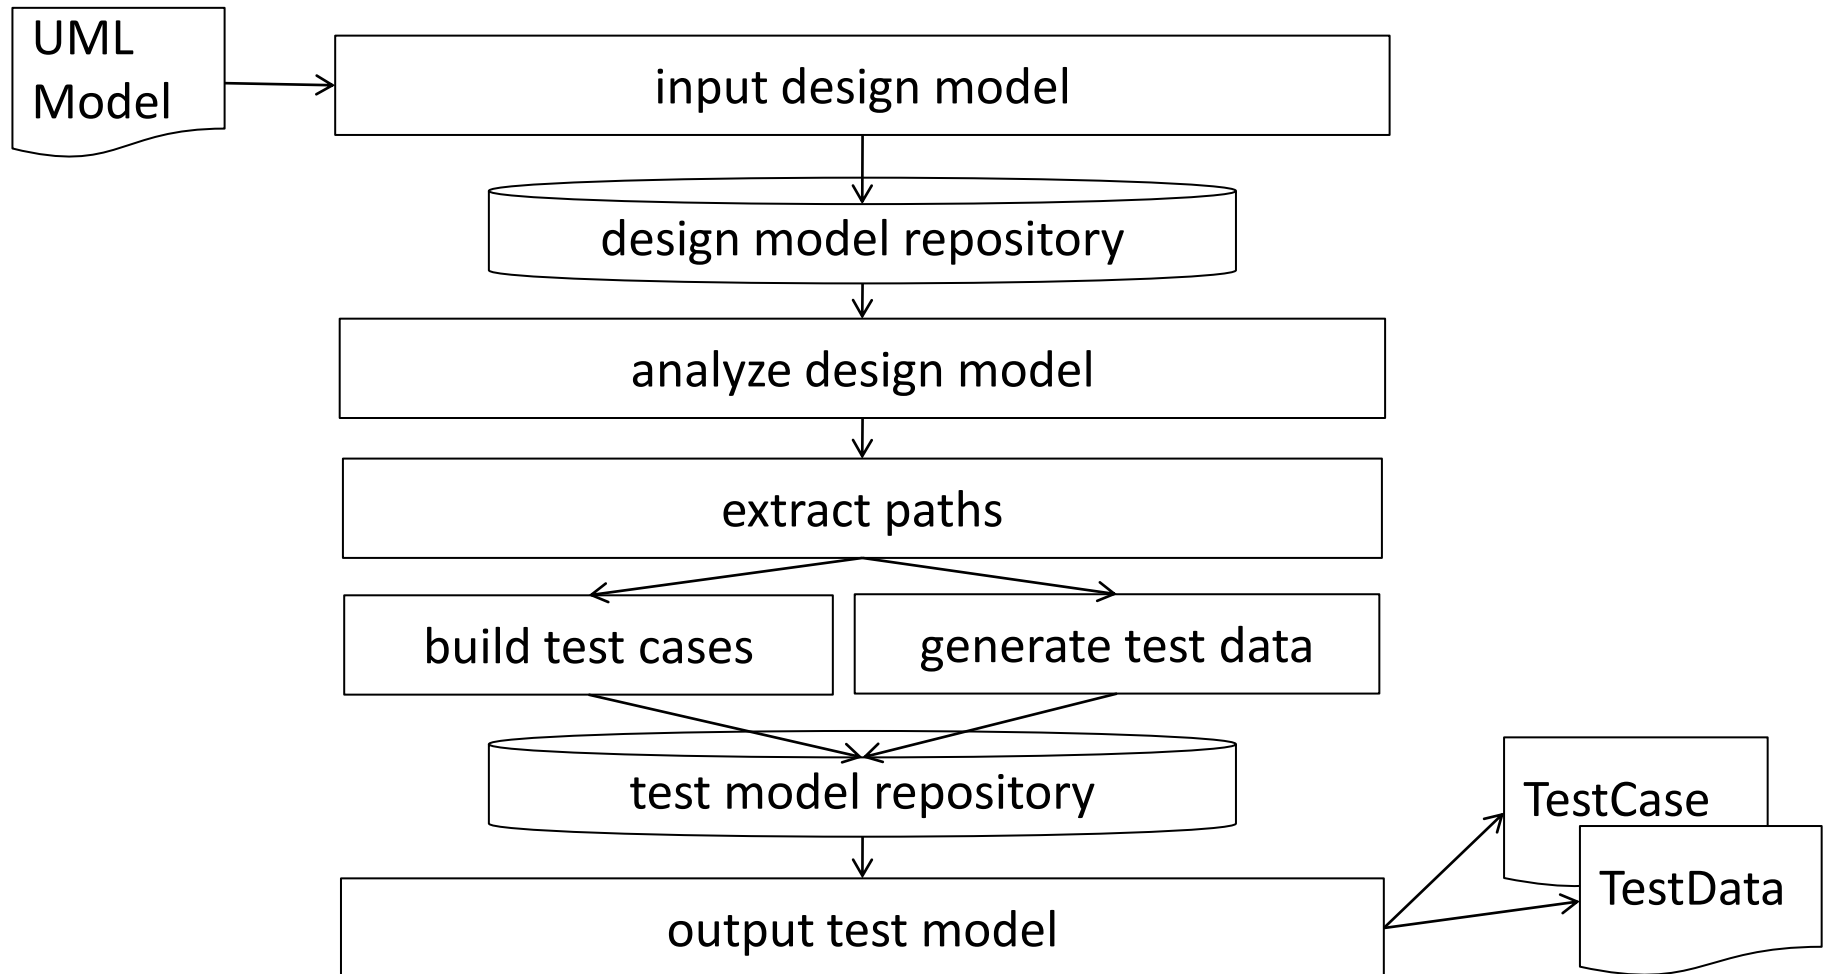 UML
Model
input design model
design model repository
analyze design model
extract paths
build test cases
generate test data
test model repository
TestCase
TestData
output test model